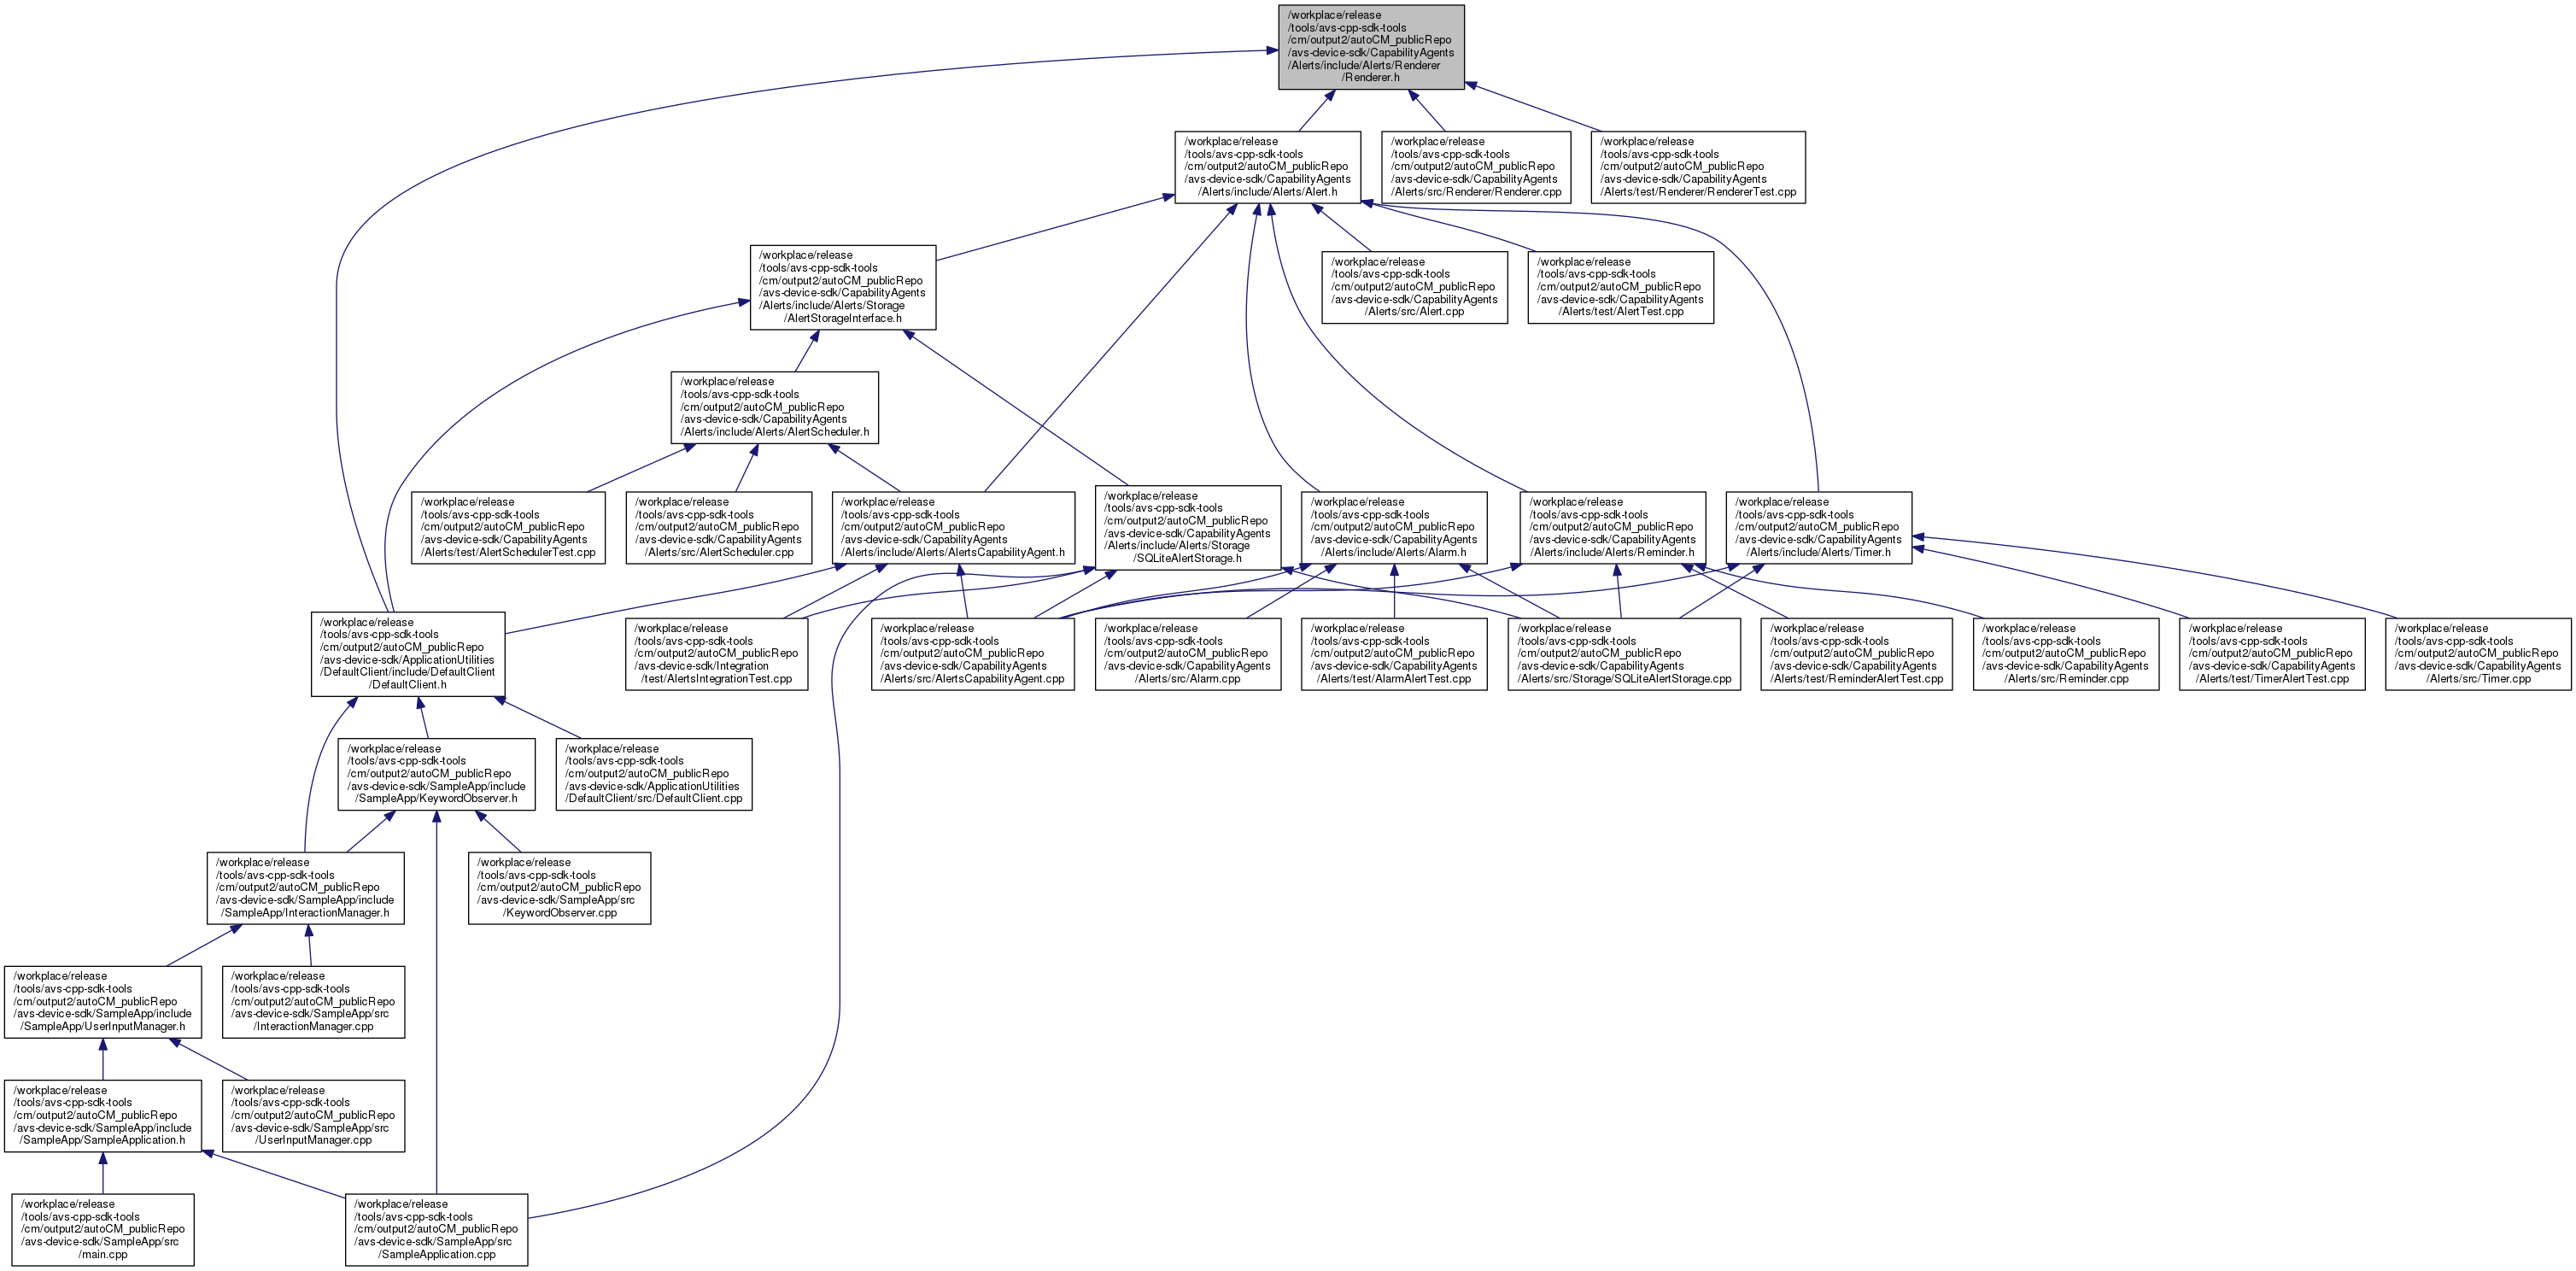 /workplace/release
/tools/avs-cpp-sdk-tools
/cm/output2/autoCM_publicRepo
/avs-device-sdk/CapabilityAgents
/Alerts/include/Alerts/Renderer
/Renderer.h
/workplace/release
/tools/avs-cpp-sdk-tools
/cm/output2/autoCM_publicRepo
/avs-device-sdk/CapabilityAgents
/Alerts/include/Alerts/Alert.h
/workplace/release
/tools/avs-cpp-sdk-tools
/cm/output2/autoCM_publicRepo
/avs-device-sdk/CapabilityAgents
/Alerts/src/Renderer/Renderer.cpp
/workplace/release
/tools/avs-cpp-sdk-tools
/cm/output2/autoCM_publicRepo
/avs-device-sdk/CapabilityAgents
/Alerts/test/Renderer/RendererTest.cpp
/workplace/release
/tools/avs-cpp-sdk-tools
/cm/output2/autoCM_publicRepo
/avs-device-sdk/CapabilityAgents
/Alerts/include/Alerts/Storage
/AlertStorageInterface.h
/workplace/release
/tools/avs-cpp-sdk-tools
/cm/output2/autoCM_publicRepo
/avs-device-sdk/CapabilityAgents
/Alerts/src/Alert.cpp
/workplace/release
/tools/avs-cpp-sdk-tools
/cm/output2/autoCM_publicRepo
/avs-device-sdk/CapabilityAgents
/Alerts/test/AlertTest.cpp
/workplace/release
/tools/avs-cpp-sdk-tools
/cm/output2/autoCM_publicRepo
/avs-device-sdk/CapabilityAgents
/Alerts/include/Alerts/AlertScheduler.h
/workplace/release
/tools/avs-cpp-sdk-tools
/cm/output2/autoCM_publicRepo
/avs-device-sdk/CapabilityAgents
/Alerts/test/AlertSchedulerTest.cpp
/workplace/release
/tools/avs-cpp-sdk-tools
/cm/output2/autoCM_publicRepo
/avs-device-sdk/CapabilityAgents
/Alerts/src/AlertScheduler.cpp
/workplace/release
/tools/avs-cpp-sdk-tools
/cm/output2/autoCM_publicRepo
/avs-device-sdk/CapabilityAgents
/Alerts/include/Alerts/AlertsCapabilityAgent.h
/workplace/release
/tools/avs-cpp-sdk-tools
/cm/output2/autoCM_publicRepo
/avs-device-sdk/CapabilityAgents
/Alerts/include/Alerts/Storage
/SQLiteAlertStorage.h
/workplace/release
/tools/avs-cpp-sdk-tools
/cm/output2/autoCM_publicRepo
/avs-device-sdk/CapabilityAgents
/Alerts/include/Alerts/Alarm.h
/workplace/release
/tools/avs-cpp-sdk-tools
/cm/output2/autoCM_publicRepo
/avs-device-sdk/CapabilityAgents
/Alerts/include/Alerts/Reminder.h
/workplace/release
/tools/avs-cpp-sdk-tools
/cm/output2/autoCM_publicRepo
/avs-device-sdk/CapabilityAgents
/Alerts/include/Alerts/Timer.h
/workplace/release
/tools/avs-cpp-sdk-tools
/cm/output2/autoCM_publicRepo
/avs-device-sdk/ApplicationUtilities
/DefaultClient/include/DefaultClient
/DefaultClient.h
/workplace/release
/tools/avs-cpp-sdk-tools
/cm/output2/autoCM_publicRepo
/avs-device-sdk/Integration
/test/AlertsIntegrationTest.cpp
/workplace/release
/tools/avs-cpp-sdk-tools
/cm/output2/autoCM_publicRepo
/avs-device-sdk/CapabilityAgents
/Alerts/src/AlertsCapabilityAgent.cpp
/workplace/release
/tools/avs-cpp-sdk-tools
/cm/output2/autoCM_publicRepo
/avs-device-sdk/CapabilityAgents
/Alerts/src/Alarm.cpp
/workplace/release
/tools/avs-cpp-sdk-tools
/cm/output2/autoCM_publicRepo
/avs-device-sdk/CapabilityAgents
/Alerts/test/AlarmAlertTest.cpp
/workplace/release
/tools/avs-cpp-sdk-tools
/cm/output2/autoCM_publicRepo
/avs-device-sdk/CapabilityAgents
/Alerts/src/Storage/SQLiteAlertStorage.cpp
/workplace/release
/tools/avs-cpp-sdk-tools
/cm/output2/autoCM_publicRepo
/avs-device-sdk/CapabilityAgents
/Alerts/test/ReminderAlertTest.cpp
/workplace/release
/tools/avs-cpp-sdk-tools
/cm/output2/autoCM_publicRepo
/avs-device-sdk/CapabilityAgents
/Alerts/src/Reminder.cpp
/workplace/release
/tools/avs-cpp-sdk-tools
/cm/output2/autoCM_publicRepo
/avs-device-sdk/CapabilityAgents
/Alerts/test/TimerAlertTest.cpp
/workplace/release
/tools/avs-cpp-sdk-tools
/cm/output2/autoCM_publicRepo
/avs-device-sdk/CapabilityAgents
/Alerts/src/Timer.cpp
/workplace/release
/tools/avs-cpp-sdk-tools
/cm/output2/autoCM_publicRepo
/avs-device-sdk/SampleApp/include
/SampleApp/KeywordObserver.h
/workplace/release
/tools/avs-cpp-sdk-tools
/cm/output2/autoCM_publicRepo
/avs-device-sdk/ApplicationUtilities
/DefaultClient/src/DefaultClient.cpp
/workplace/release
/tools/avs-cpp-sdk-tools
/cm/output2/autoCM_publicRepo
/avs-device-sdk/SampleApp/include
/SampleApp/InteractionManager.h
/workplace/release
/tools/avs-cpp-sdk-tools
/cm/output2/autoCM_publicRepo
/avs-device-sdk/SampleApp/src
/KeywordObserver.cpp
/workplace/release
/tools/avs-cpp-sdk-tools
/cm/output2/autoCM_publicRepo
/avs-device-sdk/SampleApp/include
/SampleApp/UserInputManager.h
/workplace/release
/tools/avs-cpp-sdk-tools
/cm/output2/autoCM_publicRepo
/avs-device-sdk/SampleApp/src
/InteractionManager.cpp
/workplace/release
/tools/avs-cpp-sdk-tools
/cm/output2/autoCM_publicRepo
/avs-device-sdk/SampleApp/include
/SampleApp/SampleApplication.h
/workplace/release
/tools/avs-cpp-sdk-tools
/cm/output2/autoCM_publicRepo
/avs-device-sdk/SampleApp/src
/UserInputManager.cpp
/workplace/release
/tools/avs-cpp-sdk-tools
/cm/output2/autoCM_publicRepo
/avs-device-sdk/SampleApp/src
/main.cpp
/workplace/release
/tools/avs-cpp-sdk-tools
/cm/output2/autoCM_publicRepo
/avs-device-sdk/SampleApp/src
/SampleApplication.cpp